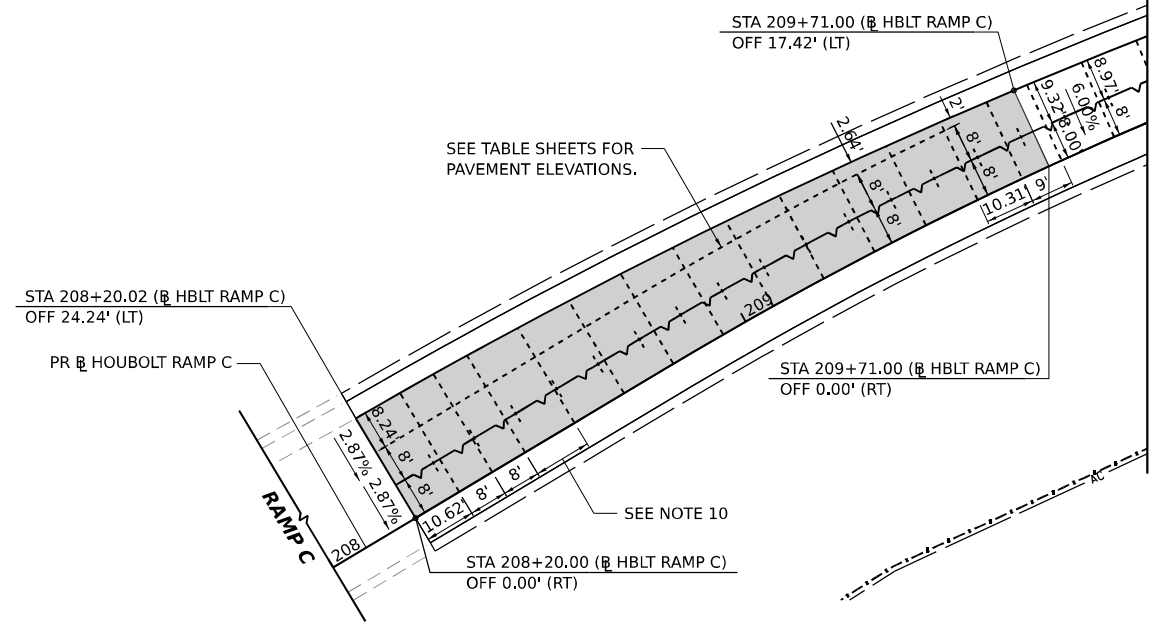 STA 209+71.00 (℄ HBLT RAMP C)
OFF 17.42' (LT)
SEE TABLE SHEETS FOR
PAVEMENT ELEVATIONS.
2.64'
2'
9.32'
8.00
6.00%
8.97'
8'
8'
8'
8'
8'
10.31'
9'
STA 208+20.02 (℄ HBLT RAMP C)
OFF 24.24' (LT)
PR ℄ HOUBOLT RAMP C
209
STA 209+71.00 (℄ HBLT RAMP C)
OFF 0.00' (RT)
8.24'
8'
8'
2.87%
2.87%
10.62'
8'
8'
SEE NOTE 10
RAMP C
208
STA 208+20.00 (℄ HBLT RAMP C)
OFF 0.00' (RT)
AC